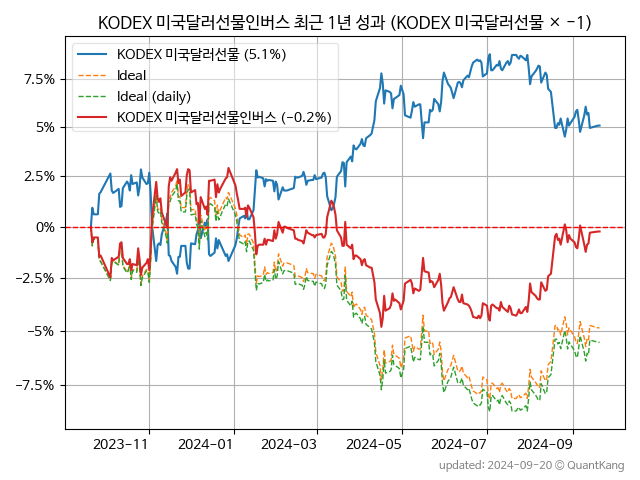 KODEX 미국달러선물인버스 최근 1년 성과 (KODEX 미국달러선물 × −1)
KODEX 미국달러선물 (5.1%)
Ideal
Ideal (daily)
KODEX 미국달러선물인버스 (−0.2%)
7.5%
5%
2.5%
0%
−2.5%
−5%
−7.5%
2023-11 2024-01 2024-03 2024-05 2024-07 2024-09
updated: 2024-09-20 © QuantKang